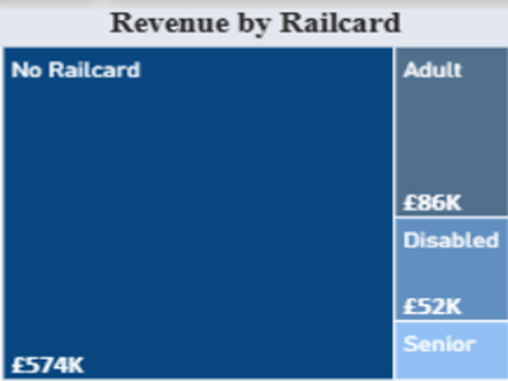 Revenue by Railcard
No Railcard
£574K
Adult
£86K
Disabled
£52K
Senior